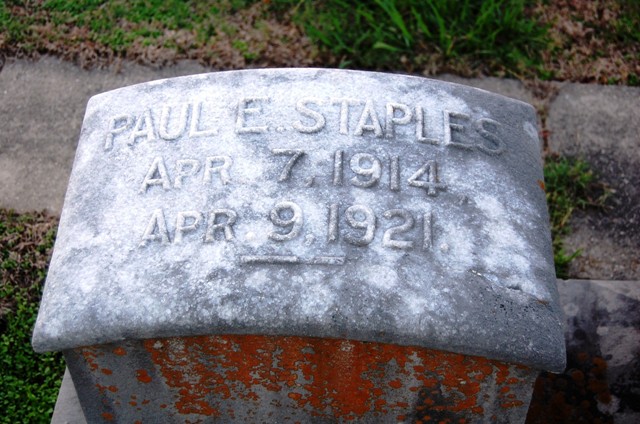 PAUL E. STAPLES
APR 7, 1914
APR 9, 1921.